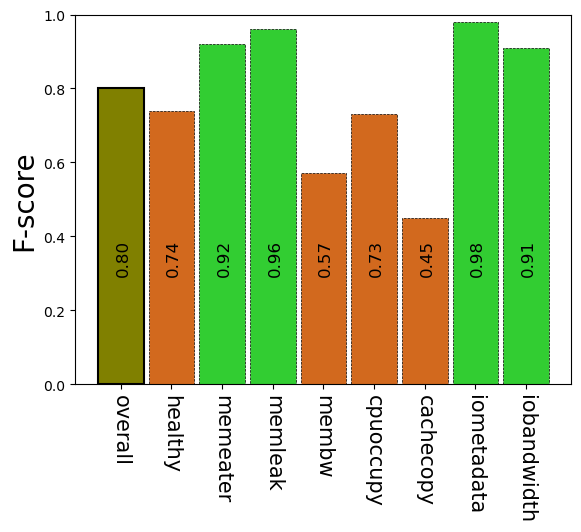 F-score
1.0
0.8
0.6
0.4
0.2
0.0
0.80
0.74
0.92
0.96
0.57
0.73
0.45
0.98
0.91
overall
healthy
memeater
memleak
membw
cpuoccupy
cachecopy
iometadata
iobandwidth